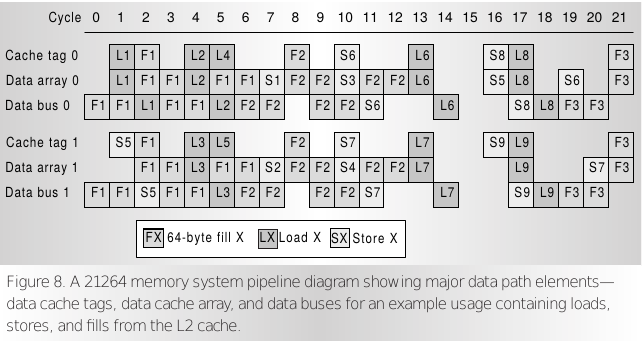 Cycle 0 1 2 3 4 5 6 7 8 9 10 11 12 13 14 15 16 17 18 19 20 21
Cache tag 0 L1 F1 L2 L4 F2 S6 L6 S8 L8 F3
Data array 0 L1 F1 F1 L2 F1 F1 S1 F2 F2 S3 F2 F2 L6 S5 L8 S6 F3
Data bus 0 F1 F1 L1 F1 F1 L2 F2 F2 F2 F2 S6 L6 S8 L8 F3 F3
Cache tag 1 S5 F1 L3 L5 F2 S7 L7 S9 L9 F3
Data array 1 F1 F1 L3 F1 F1 S2 F2 F2 S4 F2 F2 L7 L9 S7 F3
Data bus 1 F1 F1 S5 F1 F1 L3 F2 F2 F2 F2 S7 L7 S9 L9 F3 F3
FX 64-byte fill X LX Load X SX Store X
Figure 8. A 21264 memory system pipeline diagram showing major data path elements—
data cache tags, data cache array, and data buses for an example usage containing loads,
stores, and fills from the L2 cache.